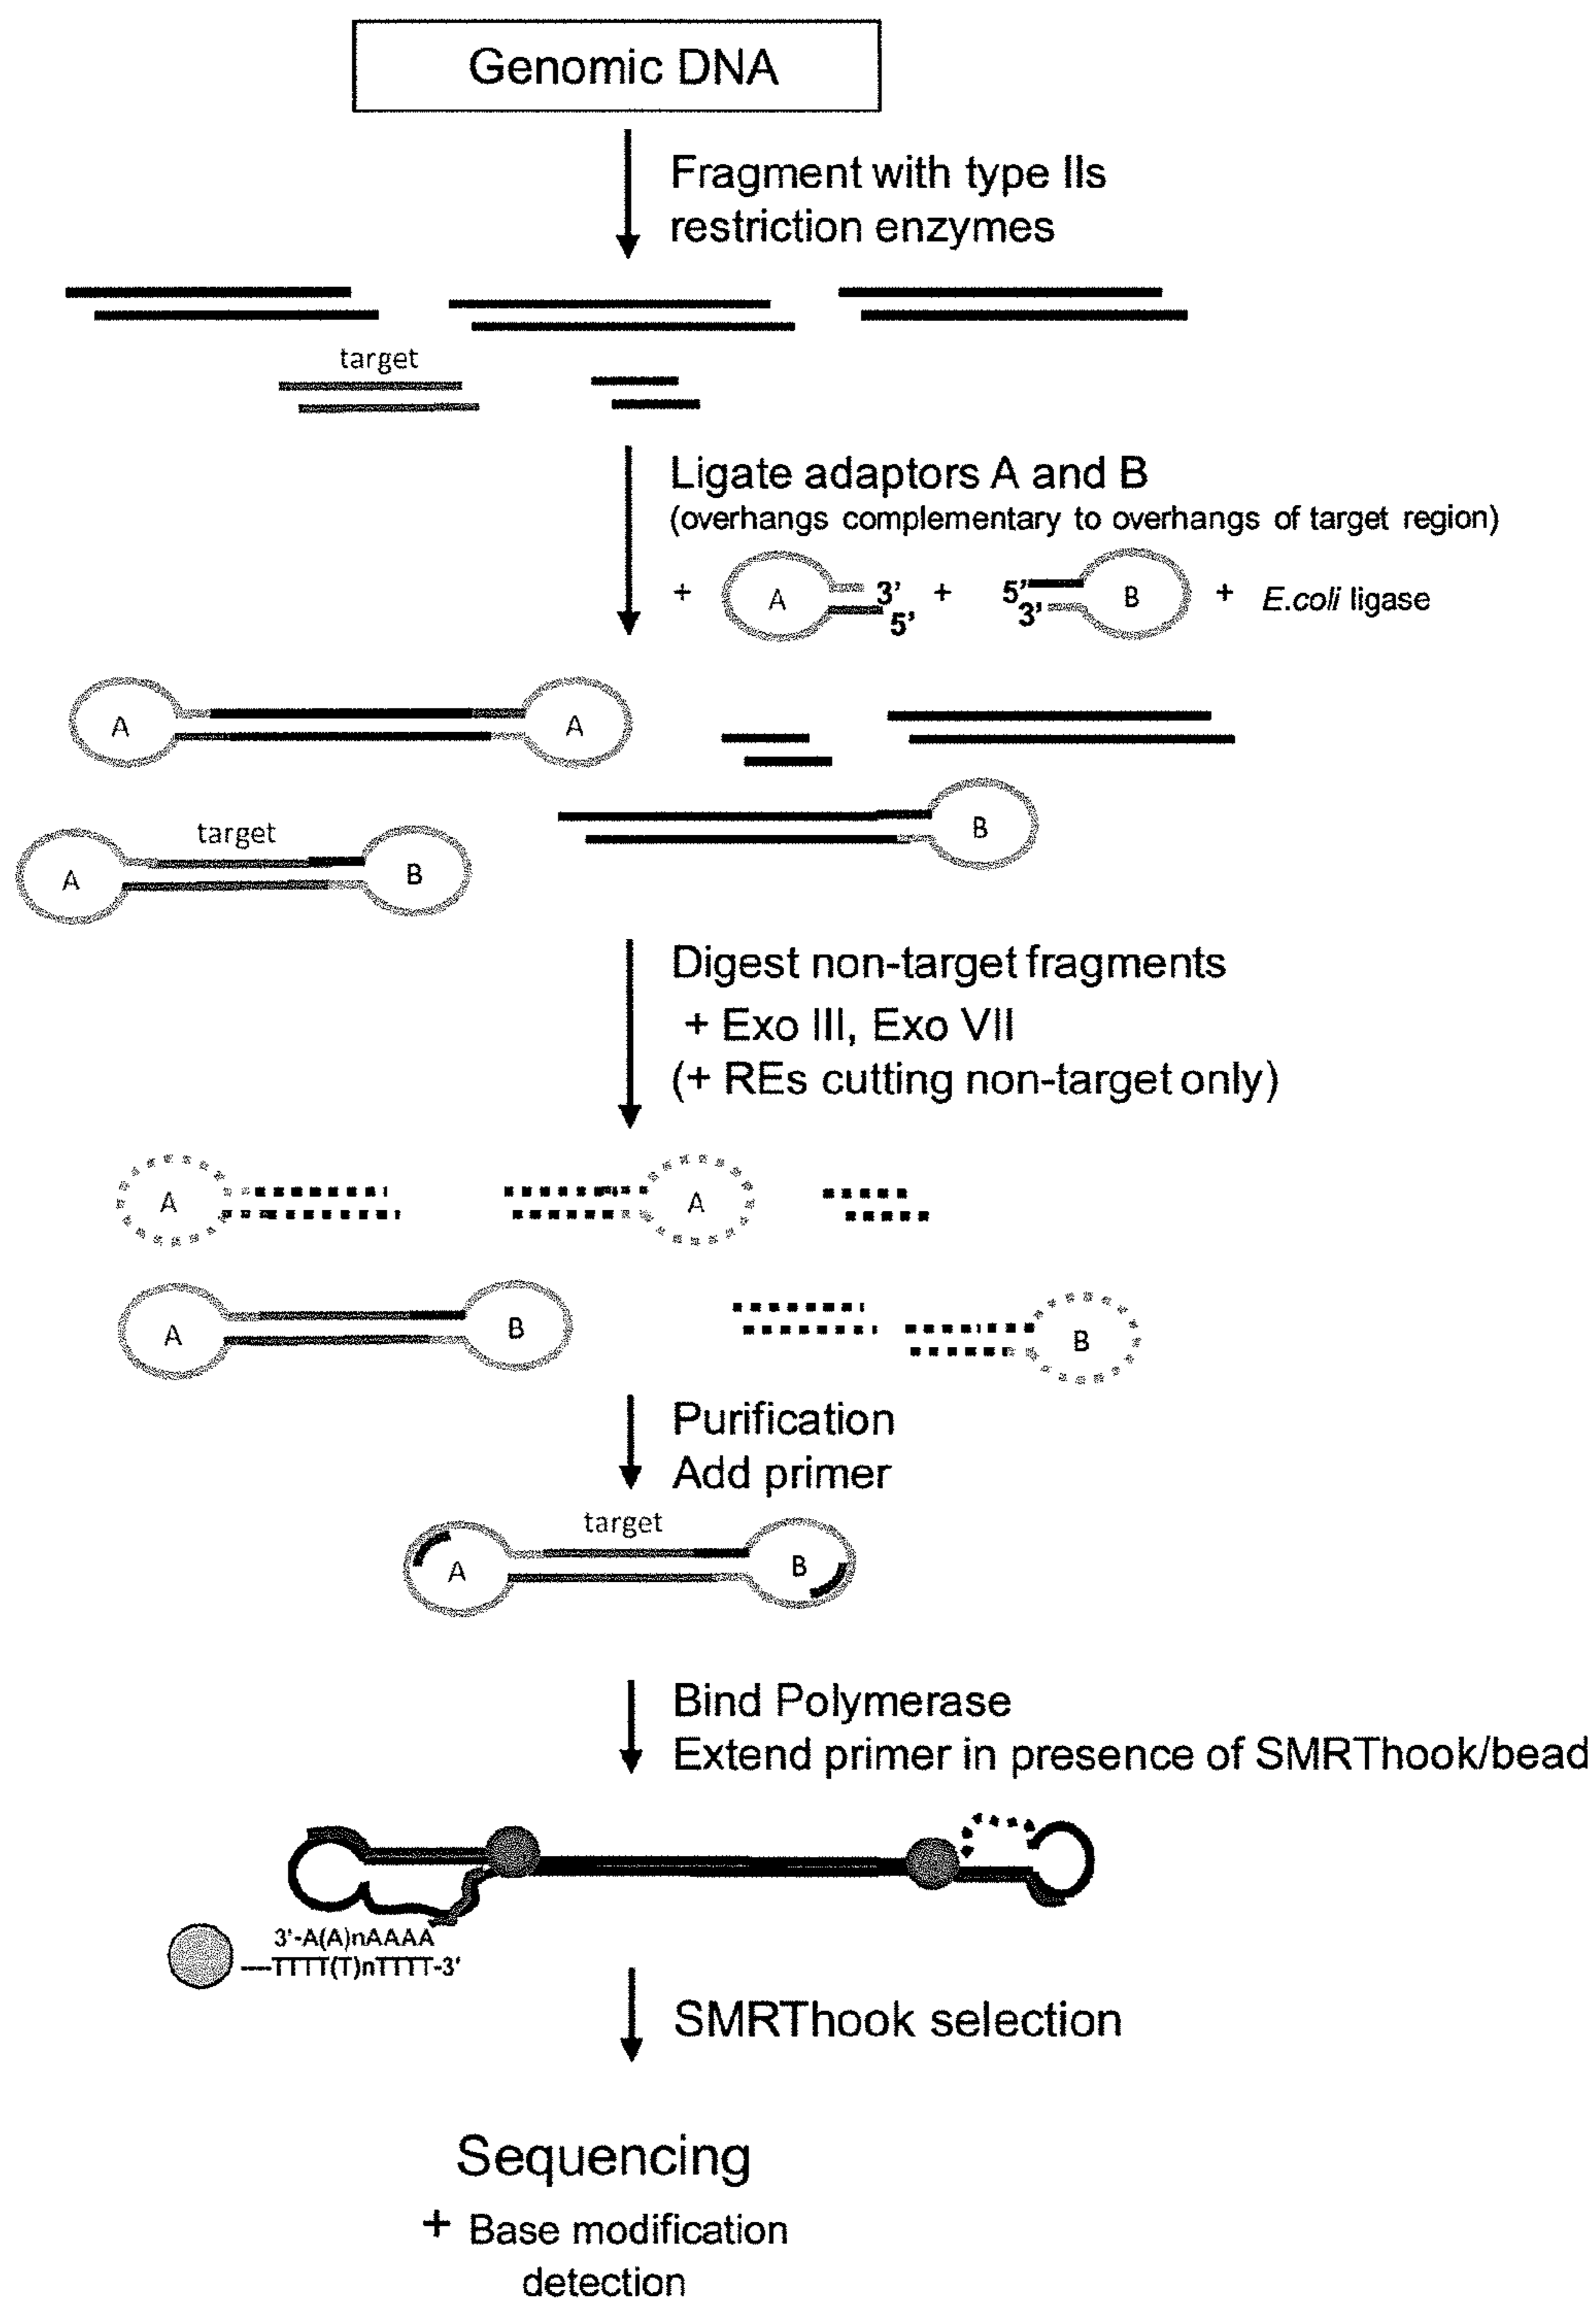 Genomic DNA
Fragment with type IIs
restriction enzymes
target
Ligate adaptors A and B
(overhangs complementary to overhangs of target region)
+ A 3' + 5' B + E.coli ligase
5' 3'
A A
B
target
A B
Digest non-target fragments
+ Exo III, Exo VII
(+ REs cutting non-target only)
A A
A B B
Purification
Add primer
target
A B
Bind Polymerase
Extend primer in presence of SMRThook/bead
3'-A(A)nAAAA
TTTT(T)nTTTT-3'
SMRThook selection
Sequencing
+ Base modification
detection